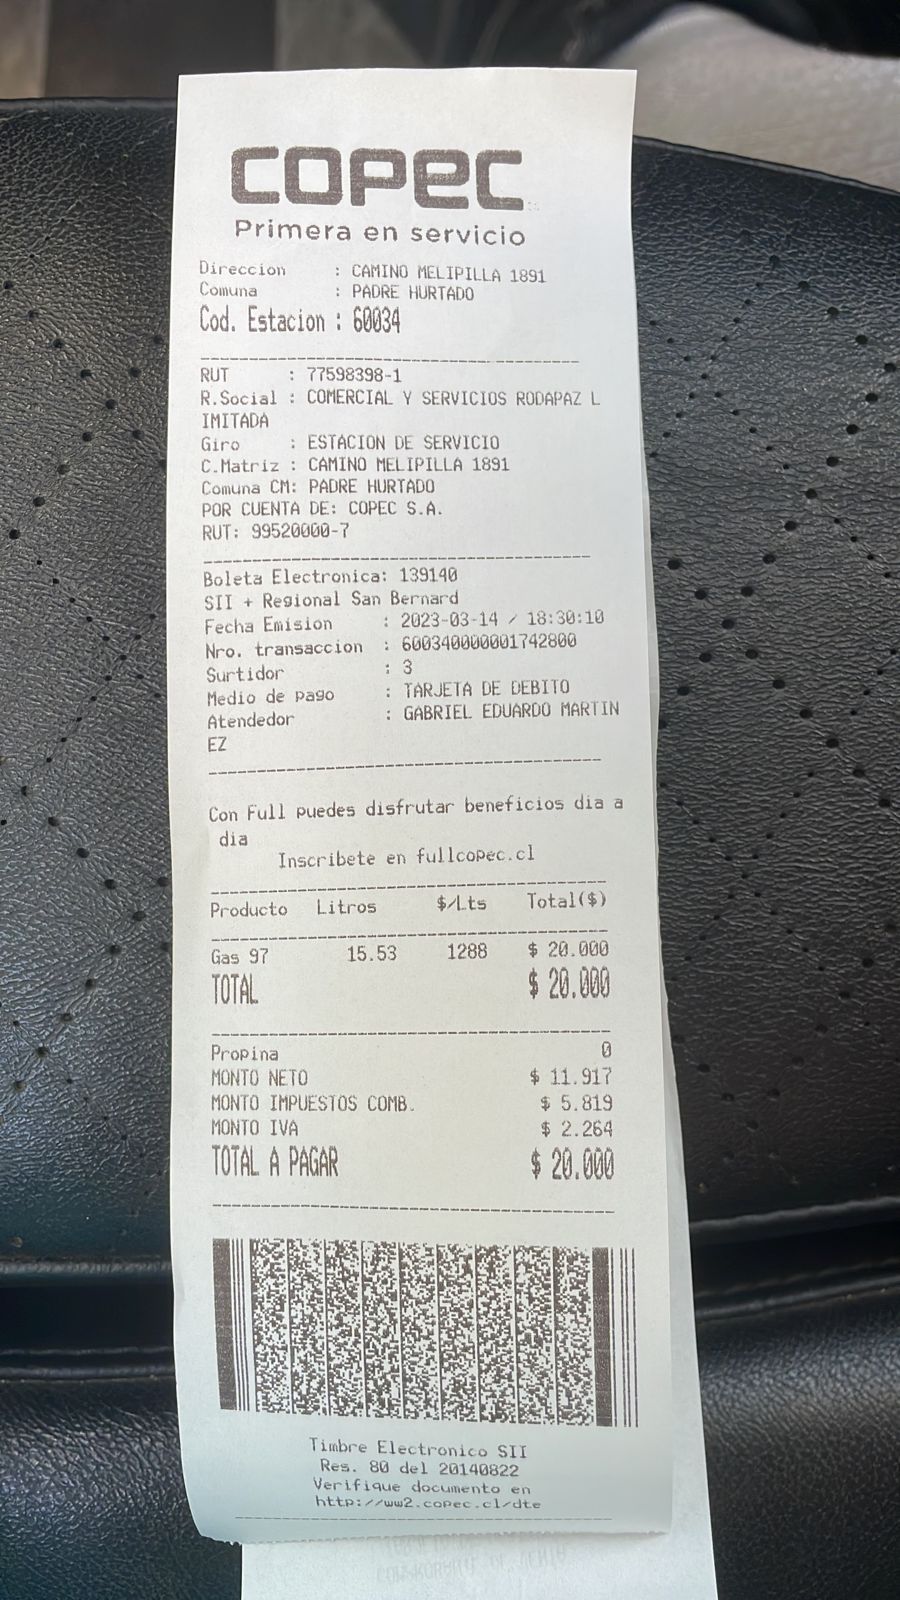 copec
Primera en servicio
Direccion : CAMINO MELIPILLA 1891
Comuna : PADRE HURTADO
Cod. Estacion : 60034
RUT : 77598398-1
R.Social : COMERCIAL Y SERVICIOS RODAPAZ L
IMITADA
Giro : ESTACION DE SERVICIO
C.Matriz : CAMINO MELIPILLA 1891
Comuna CM: PADRE HURTADO
POR CUENTA DE: COPEC S.A.
RUT: 99520000-7
Boleta Electronica: 139140
SII + Regional San Bernard
Fecha Emision : 2023-03-14 / 18:30:10
Nro. transaccion : 6003400000001742800
Surtidor : 3
Medio de pago : TARJETA DE DEBITO
Atendedor : GABRIEL EDUARDO MARTIN
EZ
Con Full puedes disfrutar beneficios dia a
dia
Inscribete en fullcopec.cl
Producto Litros $/Lts Total($)
Gas 97 15.53 1288 $ 20.000
TOTAL $ 20.000
Propina 0
MONTO NETO $ 11.917
MONTO IMPUESTOS COMB. $ 5.819
MONTO IVA $ 2.264
TOTAL A PAGAR $ 20.000
Timbre Electronico SII
Res. 80 del 20140822
Verifique documento en
http://ww2.copec.cl/dte